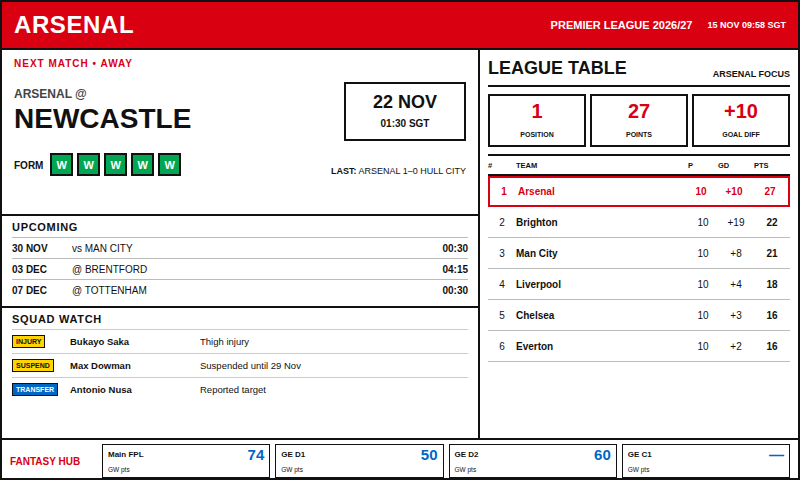 ARSENAL
PREMIER LEAGUE 2026/27 15 NOV 09:58 SGT
NEXT MATCH • AWAY
ARSENAL @
NEWCASTLE
22 NOV
01:30 SGT
FORM W W W W W
LAST: ARSENAL 1–0 HULL CITY
UPCOMING
30 NOV vs MAN CITY 00:30
03 DEC @ BRENTFORD 04:15
07 DEC @ TOTTENHAM 00:30
SQUAD WATCH
INJURY Bukayo Saka Thigh injury
SUSPEND Max Dowman Suspended until 29 Nov
TRANSFER Antonio Nusa Reported target
LEAGUE TABLE ARSENAL FOCUS
1 27 +10
POSITION POINTS GOAL DIFF
# TEAM P GD PTS
1 Arsenal 10 +10 27
2 Brighton 10 +19 22
3 Man City 10 +8 21
4 Liverpool 10 +4 18
5 Chelsea 10 +3 16
6 Everton 10 +2 16
FANTASY HUB
Main FPL 74
GW pts
GE D1 50
GW pts
GE D2 60
GW pts
GE C1 —
GW pts